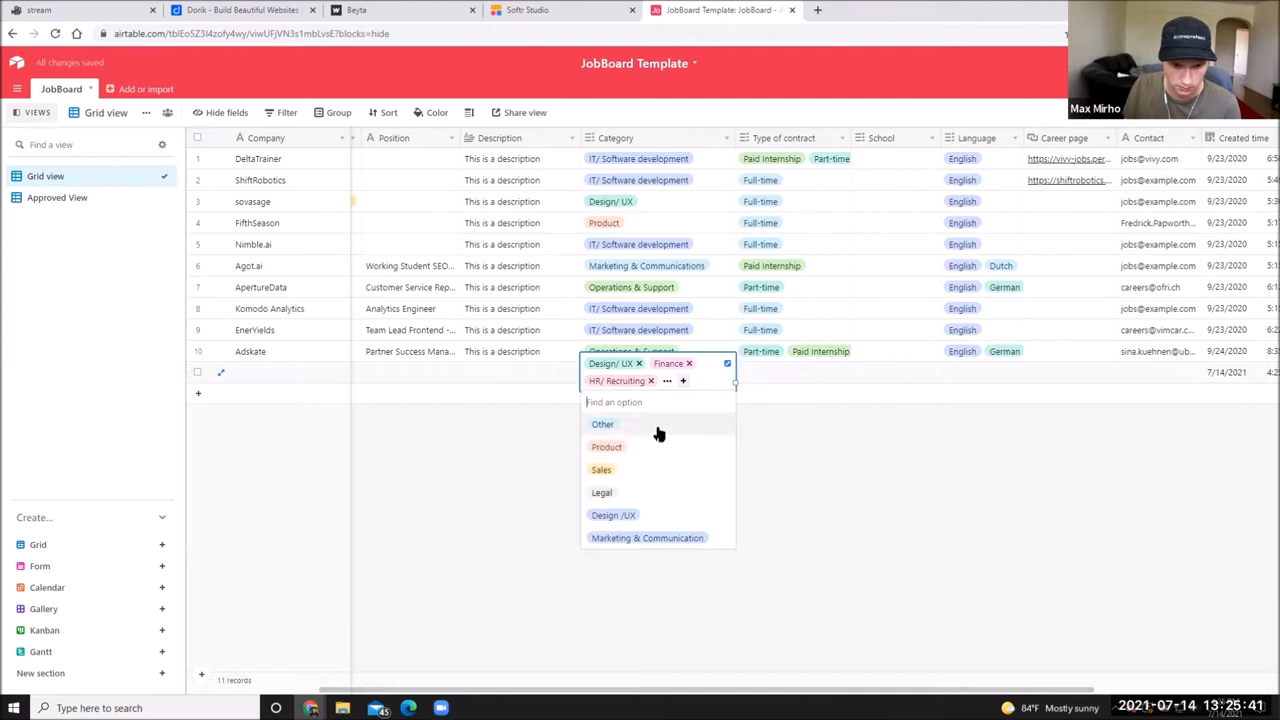 stream
Dorik - Build Beautiful Websites
Beyta
Softr Studio
JobBoard Template: JobBoard - A
airtable.com/tblEo5Z3I4zofy4wy/viwUFjVN3s1mbLvsE?blocks=hide
All changes saved
JobBoard Template
JobBoard
Add or import
Max Mirho
VIEWS
Grid view
Hide fields
Filter
Group
Sort
Color
Share view
Find a view
Grid view
Approved View
Company Position Description Category Type of contract School Language Career page Contact Created time
1 DeltaTrainer This is a description IT/ Software development Paid Internship Part-time English https://vivy-jobs.per... jobs@vivy.com 9/23/2020 6:5
2 ShiftRobotics This is a description IT/ Software development Full-time English https://shiftrobotics.... jobs@example.com 9/23/2020
3 sovasage This is a description Design/ UX Full-time English jobs@example.com 9/23/2020 5:3
4 FifthSeason This is a description Product Full-time English Fredrick.Papworth... 9/23/2020
5 Nimble.ai This is a description IT/ Software development Full-time English jobs@example.com 9/23/2020
6 Agot.ai Working Student SEO... This is a description Marketing & Communications Paid Internship English Dutch jobs@example.com 9/23/2020 5:1
7 ApertureData Customer Service Rep... This is a description Operations & Support Part-time English German careers@ofri.ch 9/23/2020
8 Komodo Analytics Analytics Engineer This is a description IT/ Software development Full-time English jobs@example.com 9/23/2020
9 EnerYields Team Lead Frontend -... This is a description IT/ Software development Full-time English careers@vimcar.c... 9/23/2020
10 Adskate Partner Success Mana... This is a description Operations & Support Part-time Paid Internship English German sina.kuehnen@ub... 9/24/2020 8:3
Design/ UX Finance
HR/ Recruiting
7/14/2021 4:2
Find an option
Other
Product
Sales
Legal
Design /UX
Marketing & Communication
Create...
Grid
Form
Calendar
Gallery
Kanban
Gantt
New section
11 records
Type here to search
45
84°F Mostly sunny
2021-07-14 13:25:41